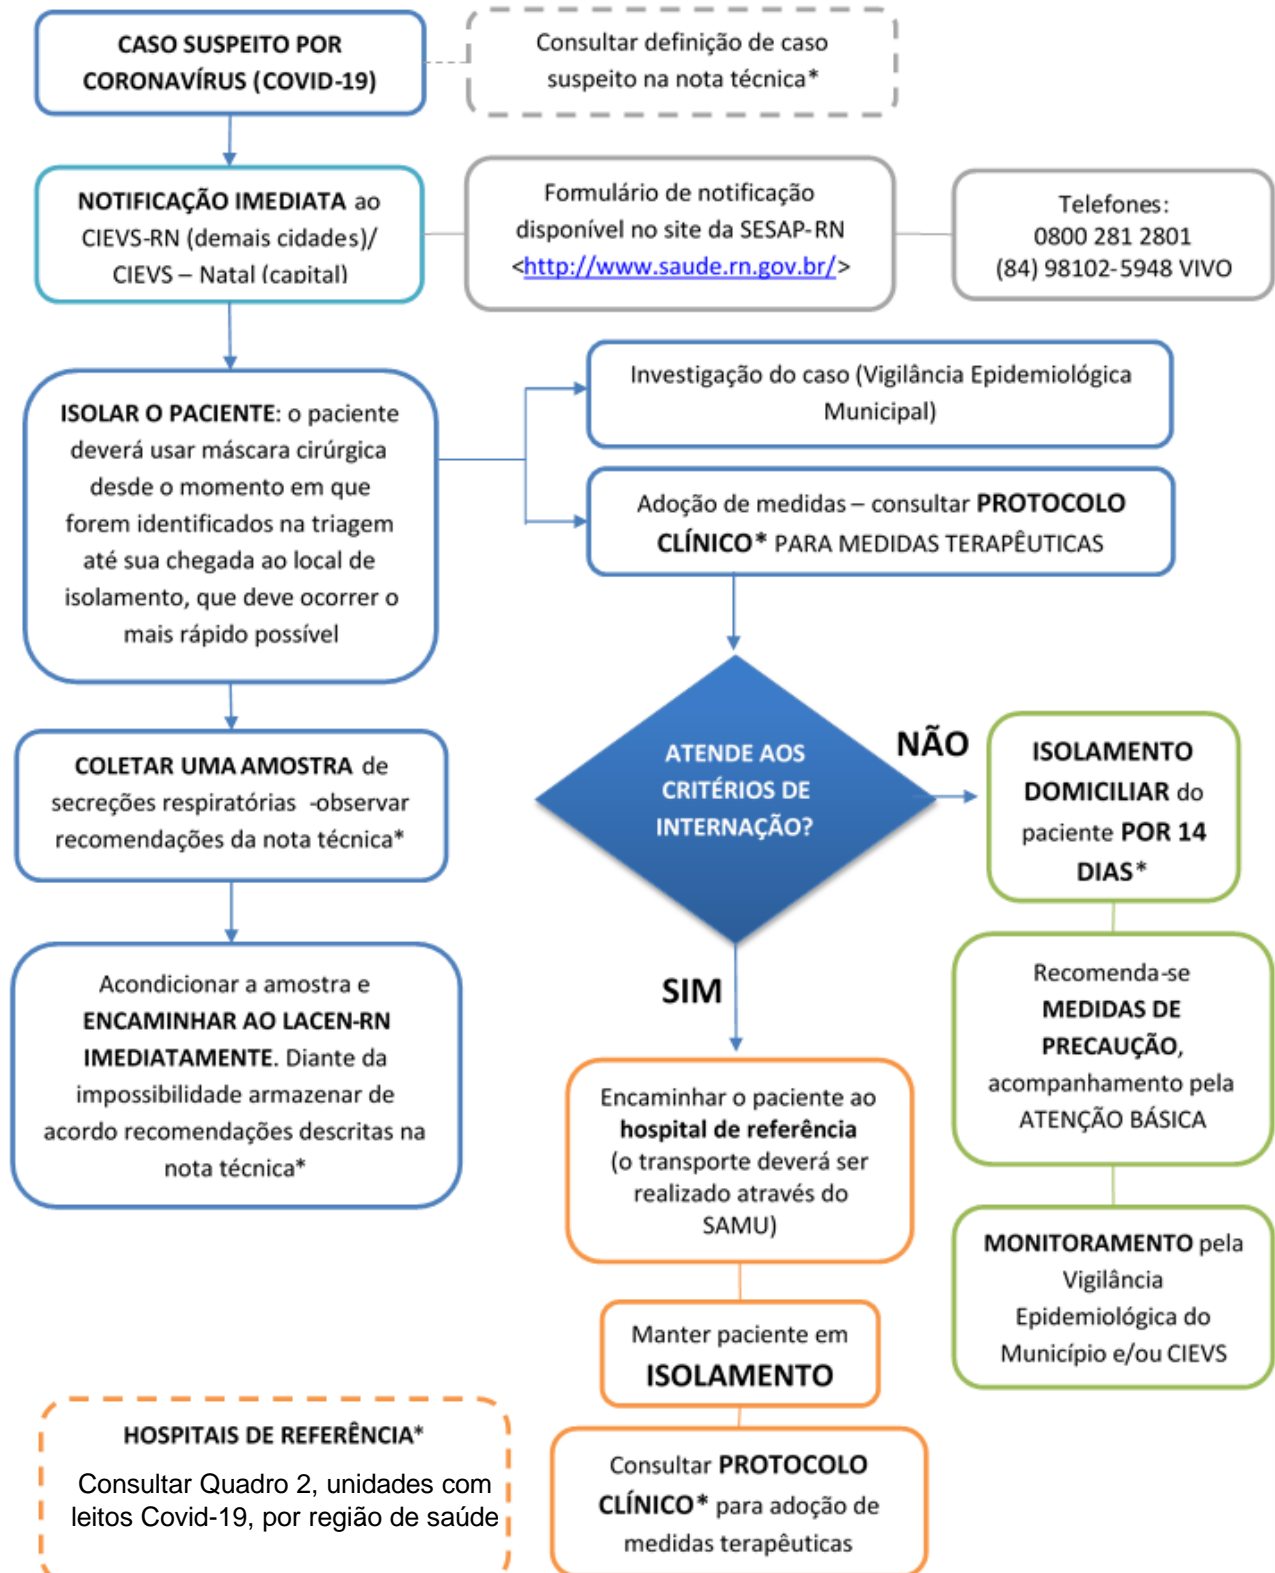 CASO SUSPEITO POR
CORONAVÍRUS (COVID-19)
Consultar definição de caso
suspeito na nota técnica*
NOTIFICAÇÃO IMEDIATA ao
CIEVS-RN (demais cidades)/
CIEVS – Natal (capital)
Formulário de notificação
disponível no site da SESAP-RN
<http://www.saude.rn.gov.br/>
Telefones:
0800 281 2801
(84) 98102-5948 VIVO
ISOLAR O PACIENTE: o paciente
deverá usar máscara cirúrgica
desde o momento em que
forem identificados na triagem
até sua chegada ao local de
isolamento, que deve ocorrer o
mais rápido possível
Investigação do caso (Vigilância Epidemiológica
Municipal)
Adoção de medidas – consultar PROTOCOLO
CLÍNICO* PARA MEDIDAS TERAPÊUTICAS
COLETAR UMA AMOSTRA de
secreções respiratórias -observar
recomendações da nota técnica*
Acondicionar a amostra e
ENCAMINHAR AO LACEN-RN
IMEDIATAMENTE. Diante da
impossibilidade armazenar de
acordo recomendações descritas na
nota técnica*
ATENDE AOS
CRITÉRIOS DE
INTERNAÇÃO?
NÃO
ISOLAMENTO
DOMICILIAR do
paciente POR 14
DIAS*
Recomenda-se
MEDIDAS DE
PRECAUÇÃO,
acompanhamento pela
ATENÇÃO BÁSICA
MONITORAMENTO pela
Vigilância
Epidemiológica do
Município e/ou CIEVS
SIM
Encaminhar o paciente ao
hospital de referência
(o transporte deverá ser
realizado através do
SAMU)
Manter paciente em
ISOLAMENTO
Consultar PROTOCOLO
CLÍNICO* para adoção de
medidas terapêuticas
HOSPITAIS DE REFERÊNCIA*
Consultar Quadro 2, unidades com
leitos Covid-19, por região de saúde